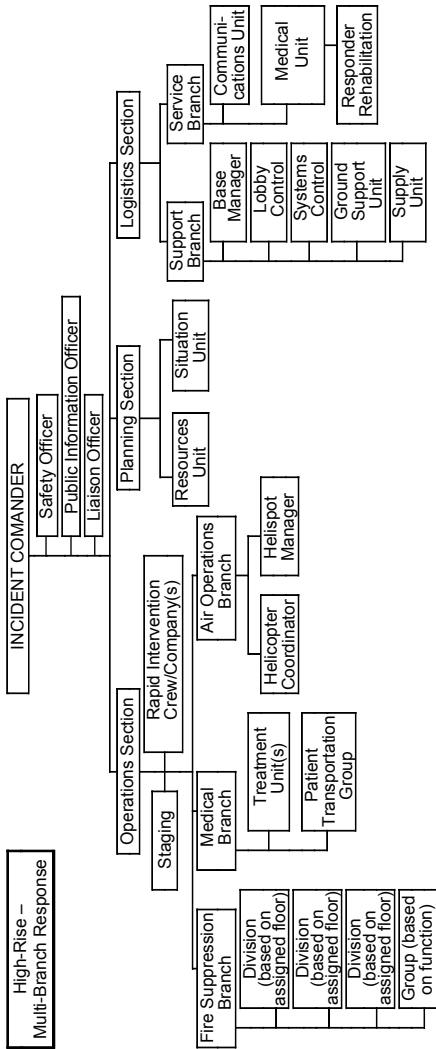 High-Rise –
Multi-Branch Response
INCIDENT COMANDER
Safety Officer
Public Information Officer
Liaison Officer
Operations Section
Planning Section
Logistics Section
Staging
Rapid Intervention
Crew/Company(s)
Resources
Unit
Situation
Unit
Support
Branch
Service
Branch
Fire Suppression
Branch
Medical
Branch
Air Operations
Branch
Division
(based on
assigned floor)
Division
(based on
assigned floor)
Division
(based on
assigned floor)
Group (based
on function)
Treatment
Unit(s)
Patient
Transportation
Group
Helicopter
Coordinator
Helispot
Manager
Base
Manager
Lobby
Control
Systems
Control
Ground
Support
Unit
Supply
Unit
Communi-
cations Unit
Medical
Unit
Responder
Rehabilitation